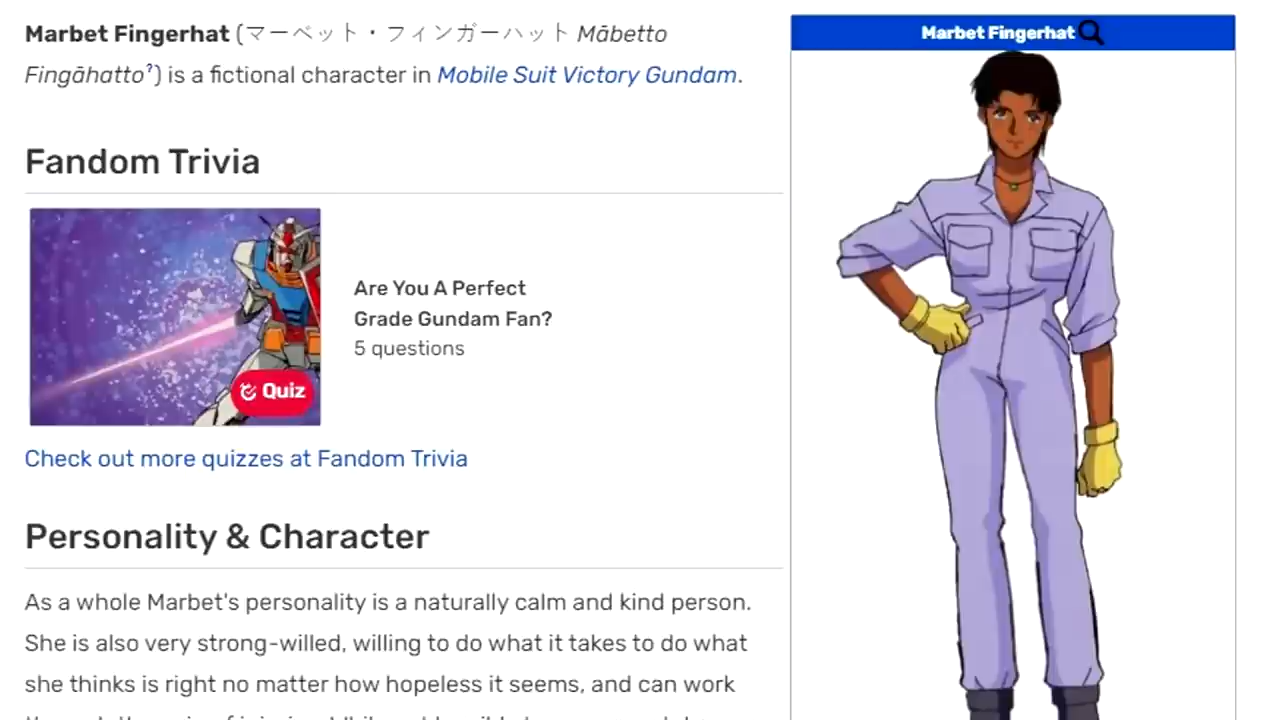 Marbet Fingerhat (マーベット・フィンガーハット Mābetto
Fingāhatto?) is a fictional character in Mobile Suit Victory Gundam.
Marbet Fingerhat
Fandom Trivia
Are You A Perfect
Grade Gundam Fan?
5 questions
Quiz
Check out more quizzes at Fandom Trivia
Personality & Character
As a whole Marbet's personality is a naturally calm and kind person.
She is also very strong-willed, willing to do what it takes to do what
she thinks is right no matter how hopeless it seems, and can work